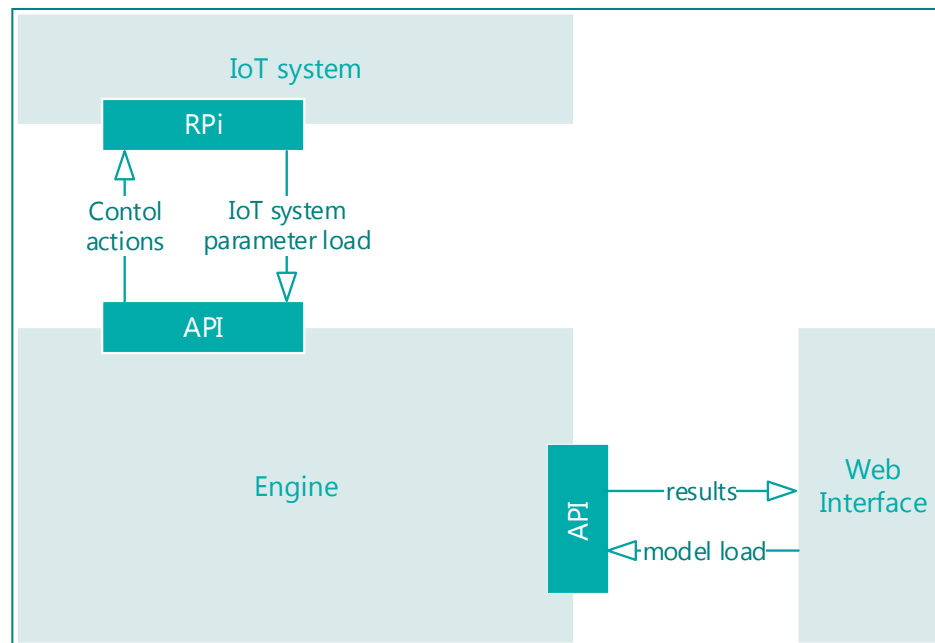 IoT system
RPi
Contol
actions
IoT system
parameter load
API
Engine
API
results
model load
Web
Interface